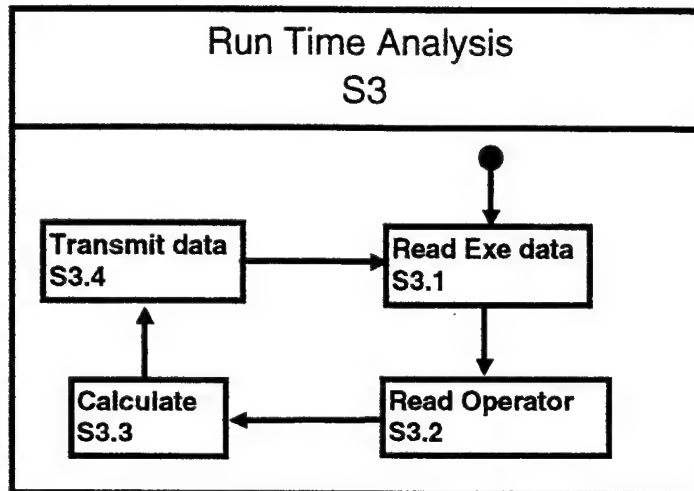 Run Time Analysis
S3
Transmit data
S3.4
Read Exe data
S3.1
Calculate
S3.3
Read Operator
S3.2